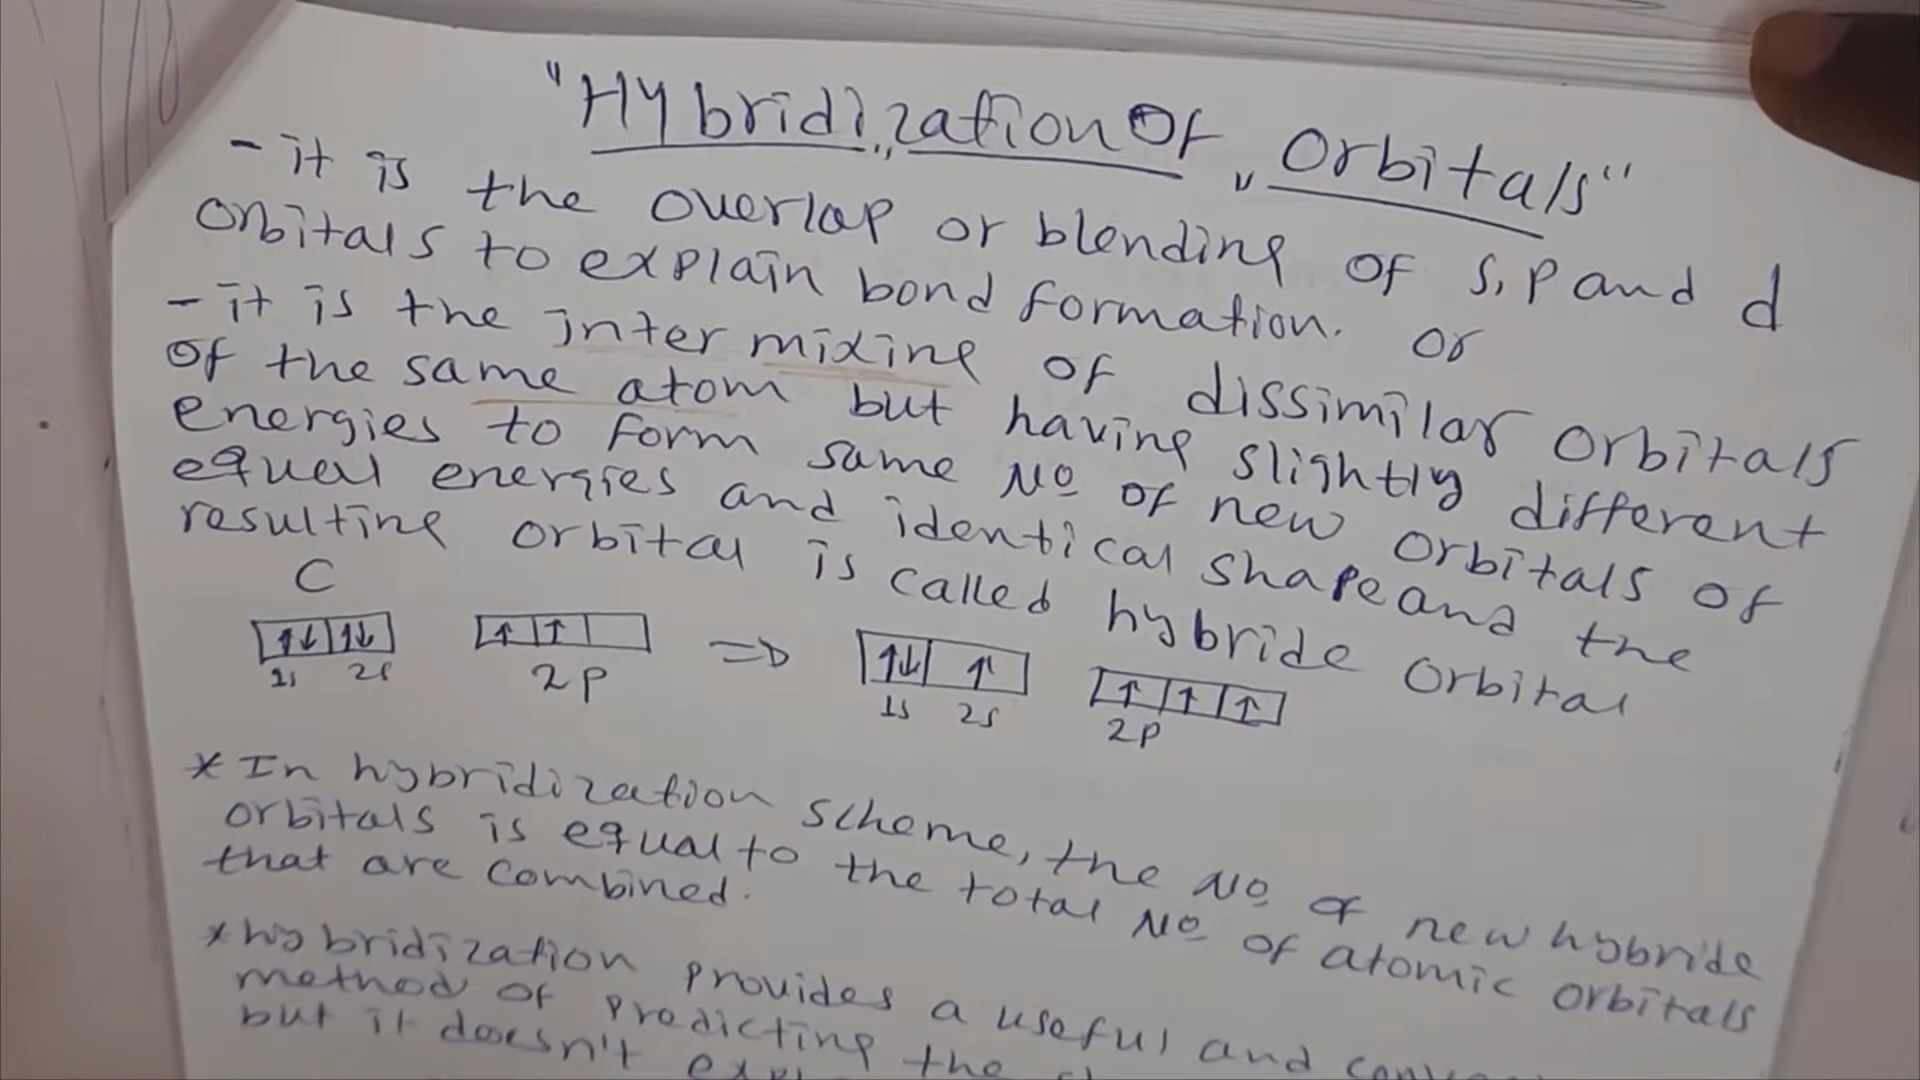 "Hybridization Of "Orbitals"
- it is the overlap or blending of s, p and d
orbitals to explain bond formation. or
- it is the inter mixing of dissimilar orbitals
of the same atom but having slightly different
energies to form same No of new orbitals of
equal energies and identical shape and the
resulting orbital is called hybride orbital
C
↑↓ ↑↓ ↑ ↑ ⇒ ↑↓ ↑ ↑ ↑ ↑
1s 2s 2p 1s 2s 2p
* In hybridization scheme, the No of new hybride
orbitals is equal to the total No of atomic orbitals
that are combined.
* hybridization provides a useful and
method of predicting the
but it doesn't